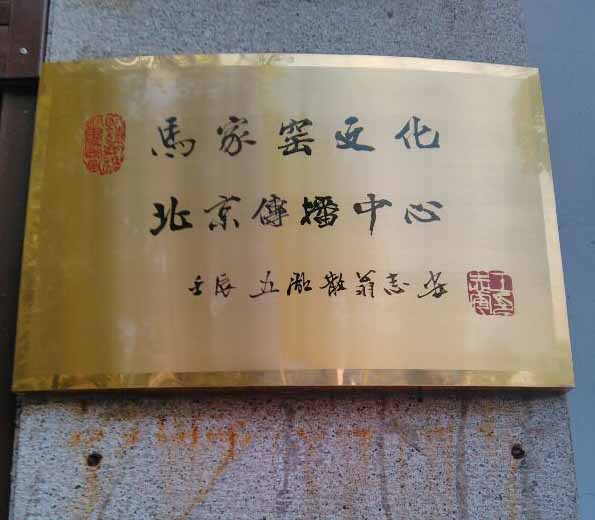 馬家窑文化
北京傳播中心
壬辰 五湖散翁志安